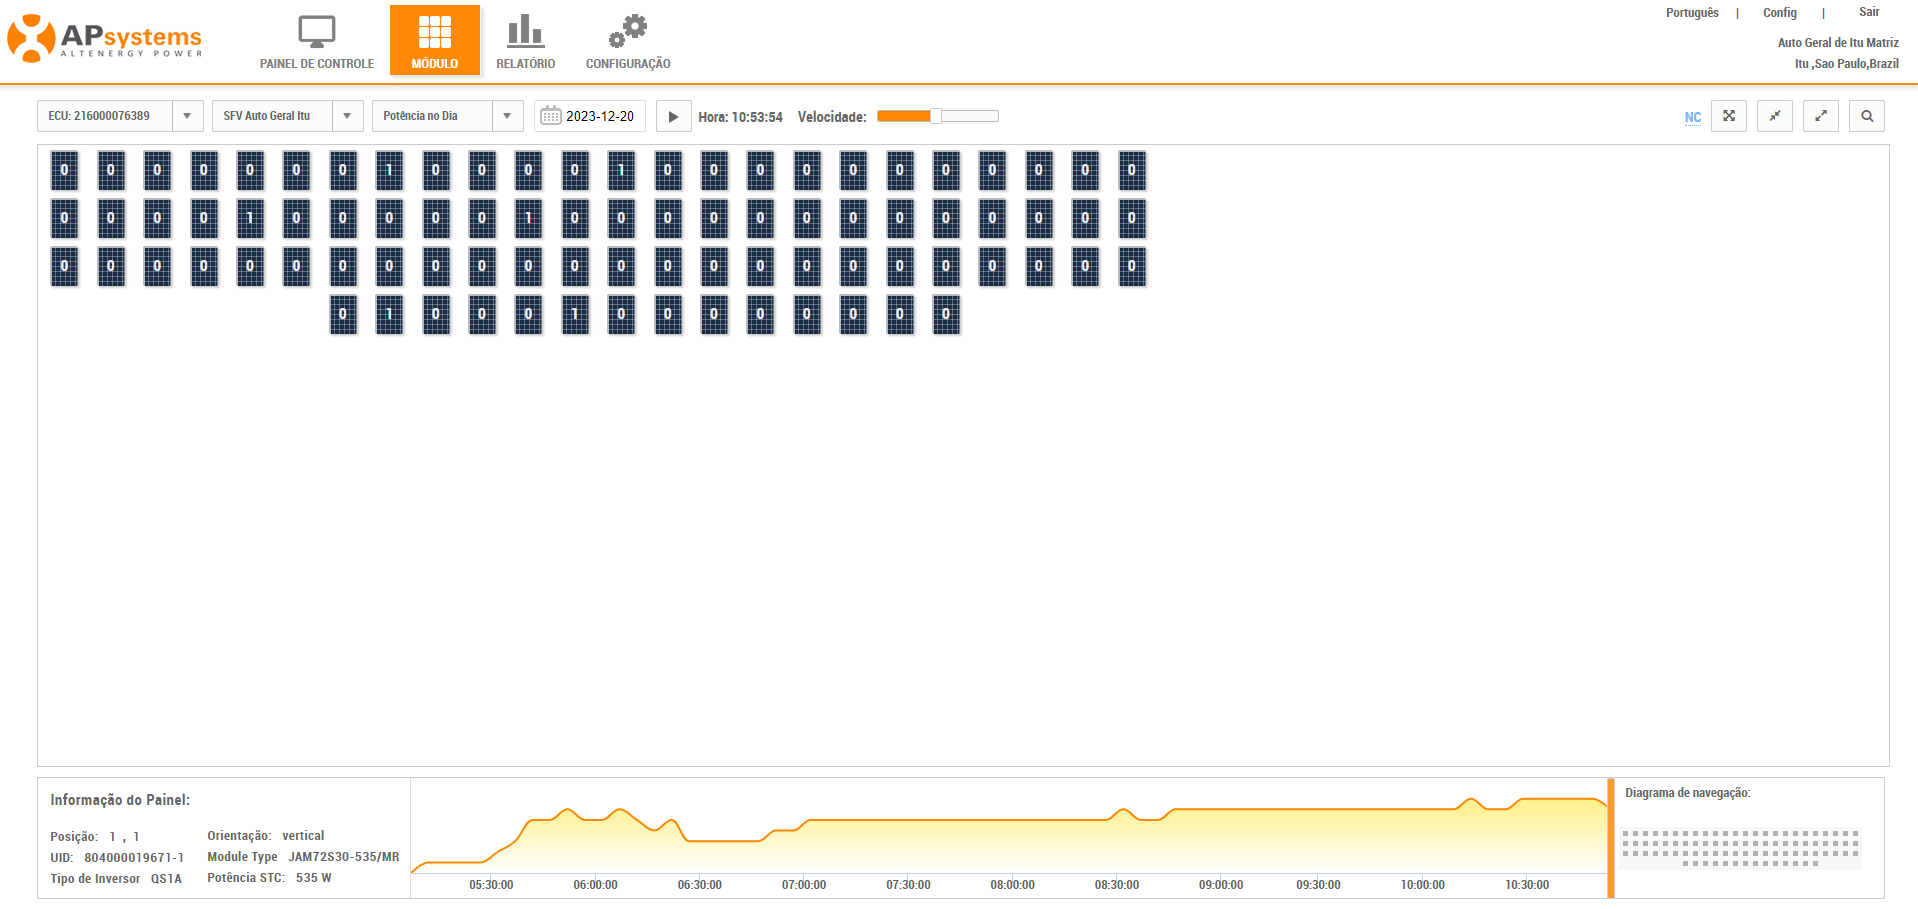 APsystems
ALTENERGY POWER
PAINEL DE CONTROLE
MÓDULO
RELATÓRIO
CONFIGURAÇÃO
Português | Config | Sair
Auto Geral de Itu Matriz
Itu ,Sao Paulo,Brazil
ECU: 216000076389 SFV Auto Geral Itu Potência no Dia 2023-12-20 Hora: 10:53:54 Velocidade: NC
0 0 0 0 0 0 0 1 0 0 0 0 1 0 0 0 0 0 0 0 0 0 0 0
0 0 0 0 1 0 0 0 0 0 1 0 0 0 0 0 0 0 0 0 0 0 0 0
0 0 0 0 0 0 0 0 0 0 0 0 0 0 0 0 0 0 0 0 0 0 0 0
0 1 0 0 0 1 0 0 0 0 0 0 0 0
Informação do Painel:
Posição: 1 , 1 Orientação: vertical
UID: 804000019671-1 Module Type JAM72S30-535/MR
Tipo de Inversor QS1A Potência STC: 535 W
05:30:00 06:00:00 06:30:00 07:00:00 07:30:00 08:00:00 08:30:00 09:00:00 09:30:00 10:00:00 10:30:00
Diagrama de navegação: